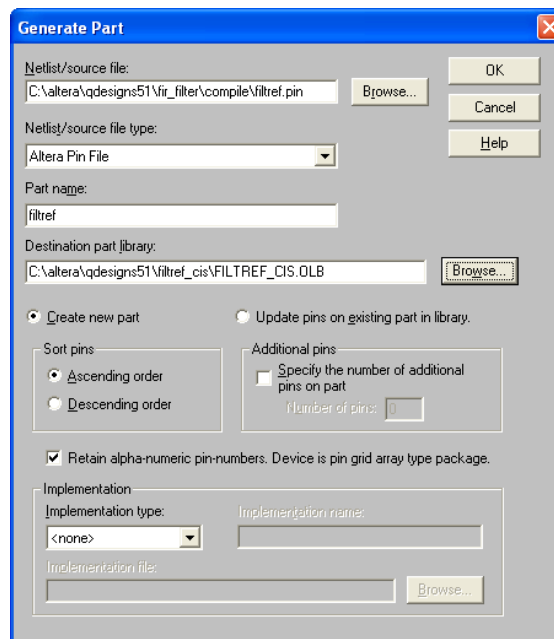 Generate Part
Netlist/source file:
C:\altera\qdesigns51\fir_filter\compile\filtref.pin
Browse...
OK
Cancel
Help
Netlist/source file type:
Altera Pin File
Part name:
filtref
Destination part library:
C:\altera\qdesigns51\filtref_cis\FILTREF_CIS.OLB
Browse...
Create new part
Update pins on existing part in library.
Sort pins
Ascending order
Descending order
Additional pins
Specify the number of additional
pins on part
Number of pins:
0
Retain alpha-numeric pin-numbers. Device is pin grid array type package.
Implementation
Implementation type:
<none>
Implementation name:
Implementation file:
Browse...